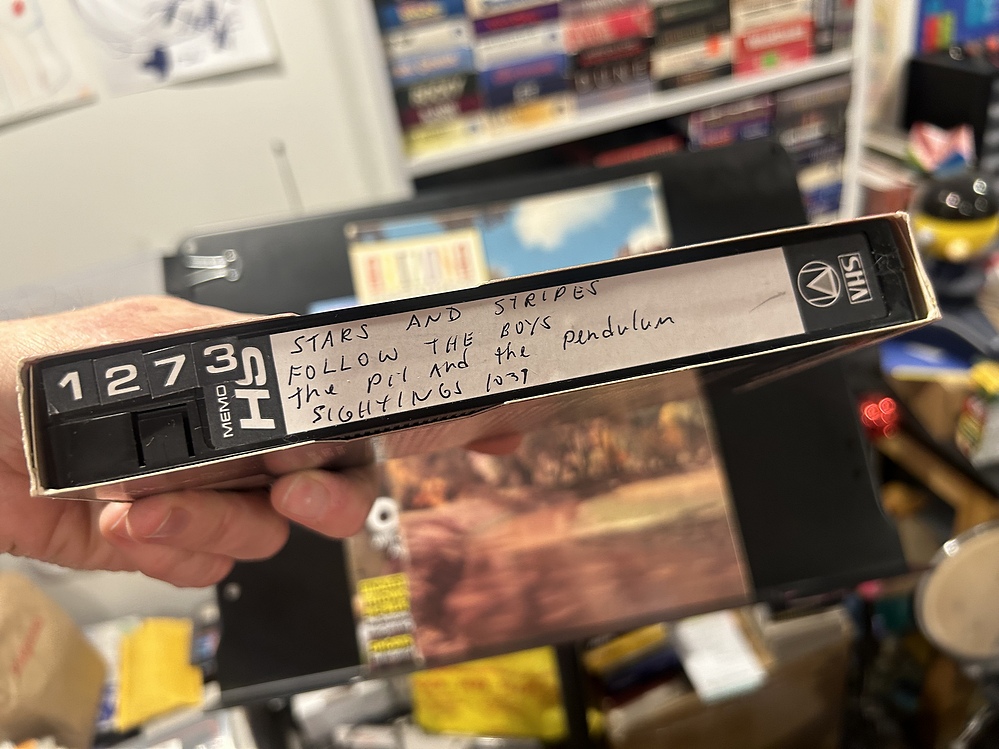 1273
MEMO
HS
STARS AND STRIPES
FOLLOW THE BOYS
the Pit And the Pendulum
SIGHTINGS 1039
VHS